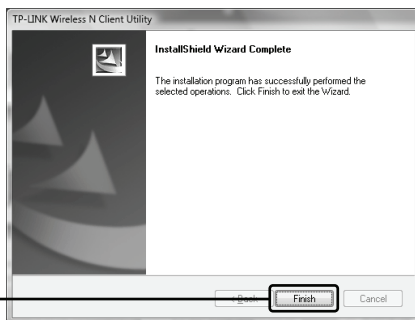 TP-LINK Wireless N Client Utility
InstallShield Wizard Complete
The installation program has successfully performed the
selected operations. Click Finish to exit the Wizard.
< Back
Finish
Cancel